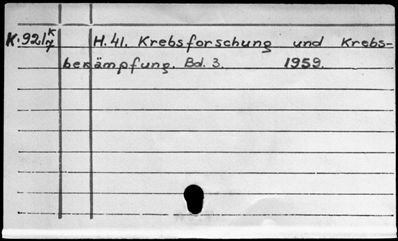 K.921 K/7 H.41. Krebsforschung und Krebs-
bekämpfung. Bd. 3. 1959.